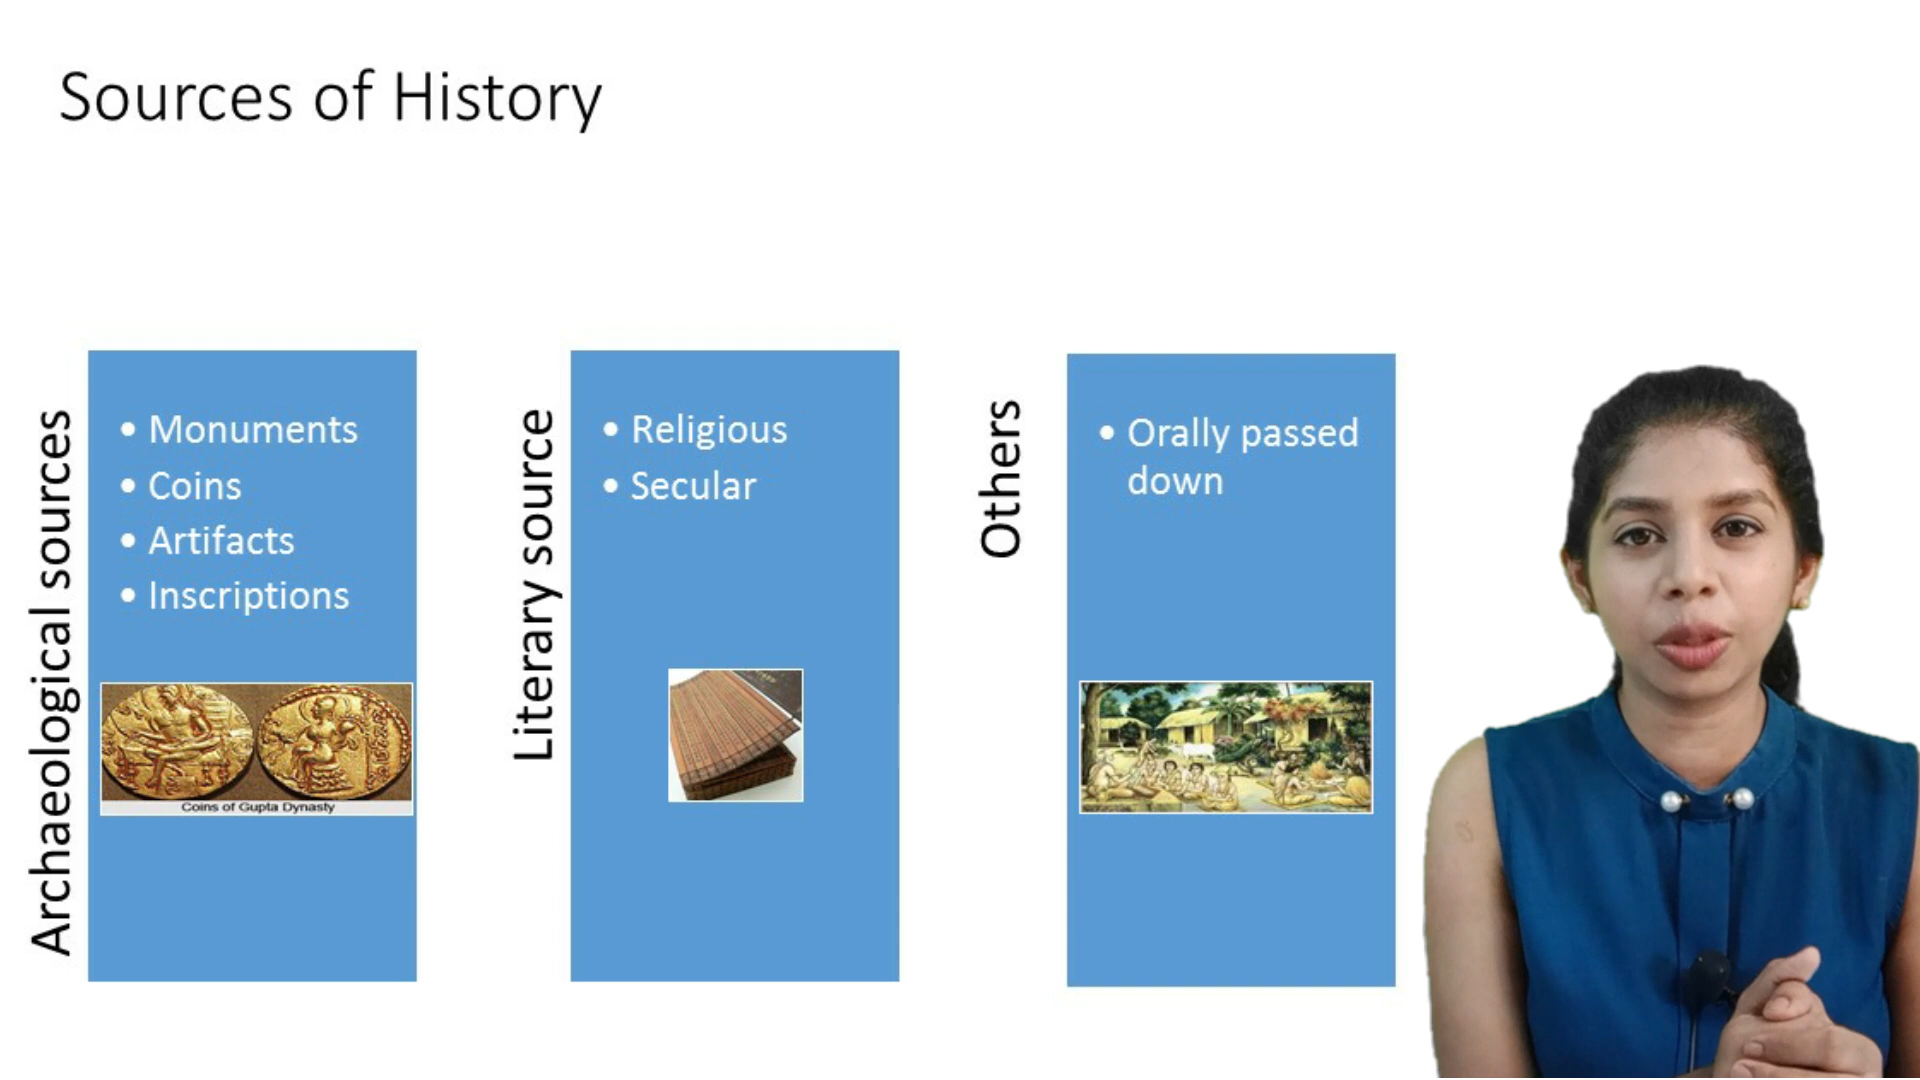 Sources of History
Archaeological sources
• Monuments
• Coins
• Artifacts
• Inscriptions
Coins of Gupta Dynasty
Literary source
• Religious
• Secular
Others
• Orally passed
down